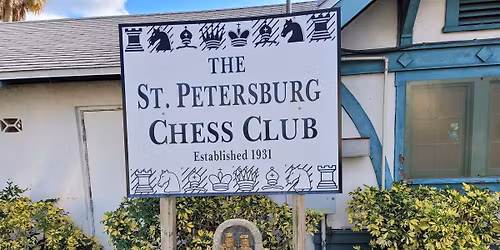 THE
ST. PETERSBURG
CHESS CLUB
Established 1931